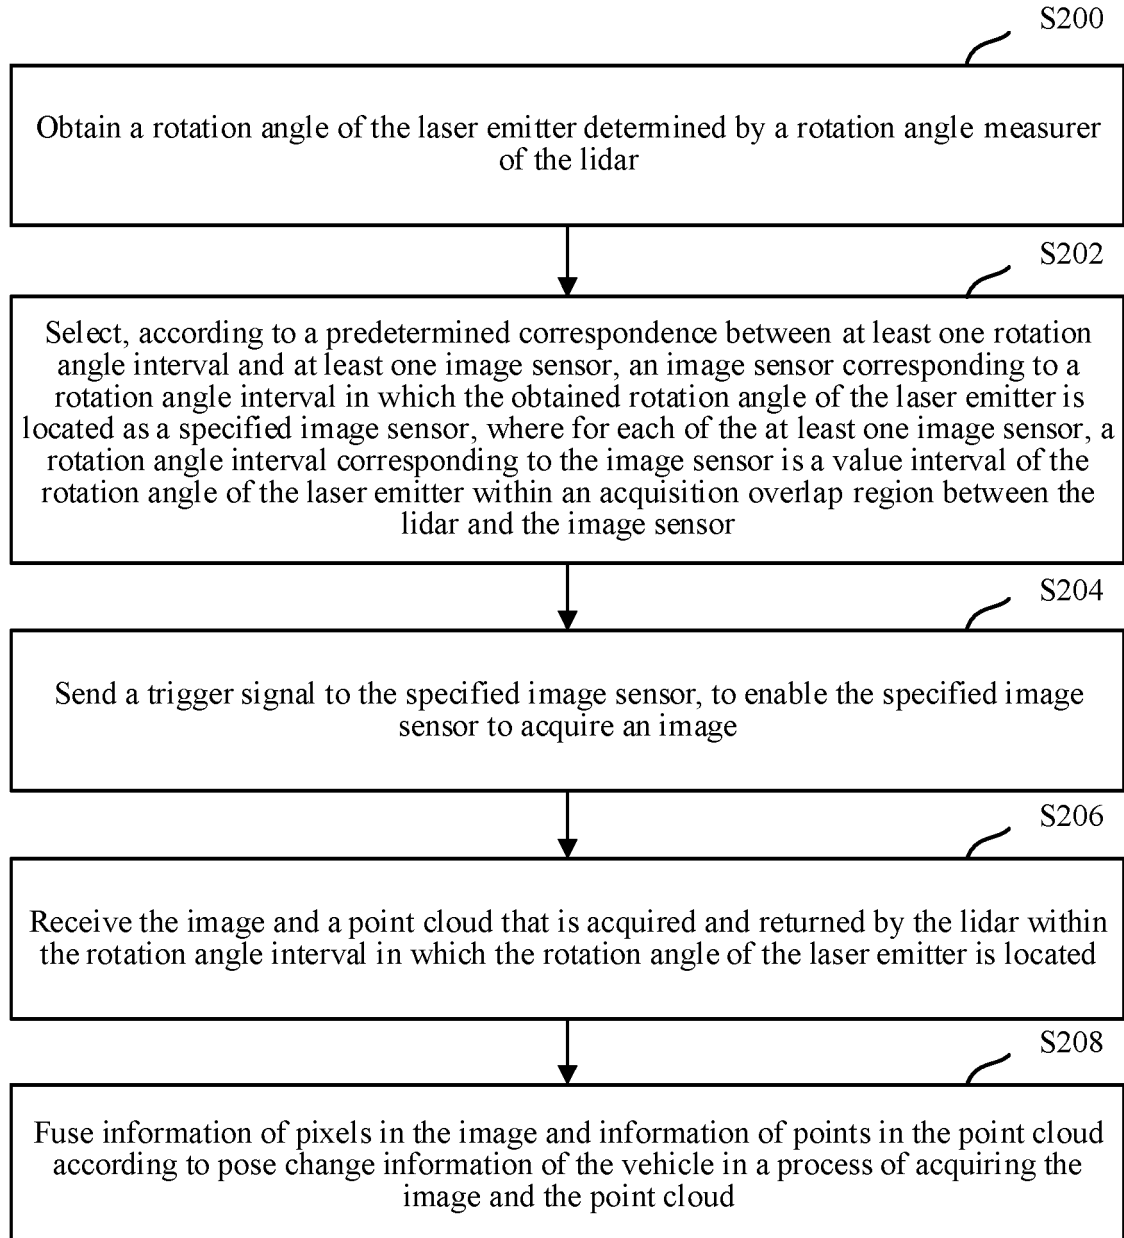 S200
Obtain a rotation angle of the laser emitter determined by a rotation angle measurer
of the lidar
S202
Select, according to a predetermined correspondence between at least one rotation
angle interval and at least one image sensor, an image sensor corresponding to a
rotation angle interval in which the obtained rotation angle of the laser emitter is
located as a specified image sensor, where for each of the at least one image sensor, a
rotation angle interval corresponding to the image sensor is a value interval of the
rotation angle of the laser emitter within an acquisition overlap region between the
lidar and the image sensor
S204
Send a trigger signal to the specified image sensor, to enable the specified image
sensor to acquire an image
S206
Receive the image and a point cloud that is acquired and returned by the lidar within
the rotation angle interval in which the rotation angle of the laser emitter is located
S208
Fuse information of pixels in the image and information of points in the point cloud
according to pose change information of the vehicle in a process of acquiring the
image and the point cloud